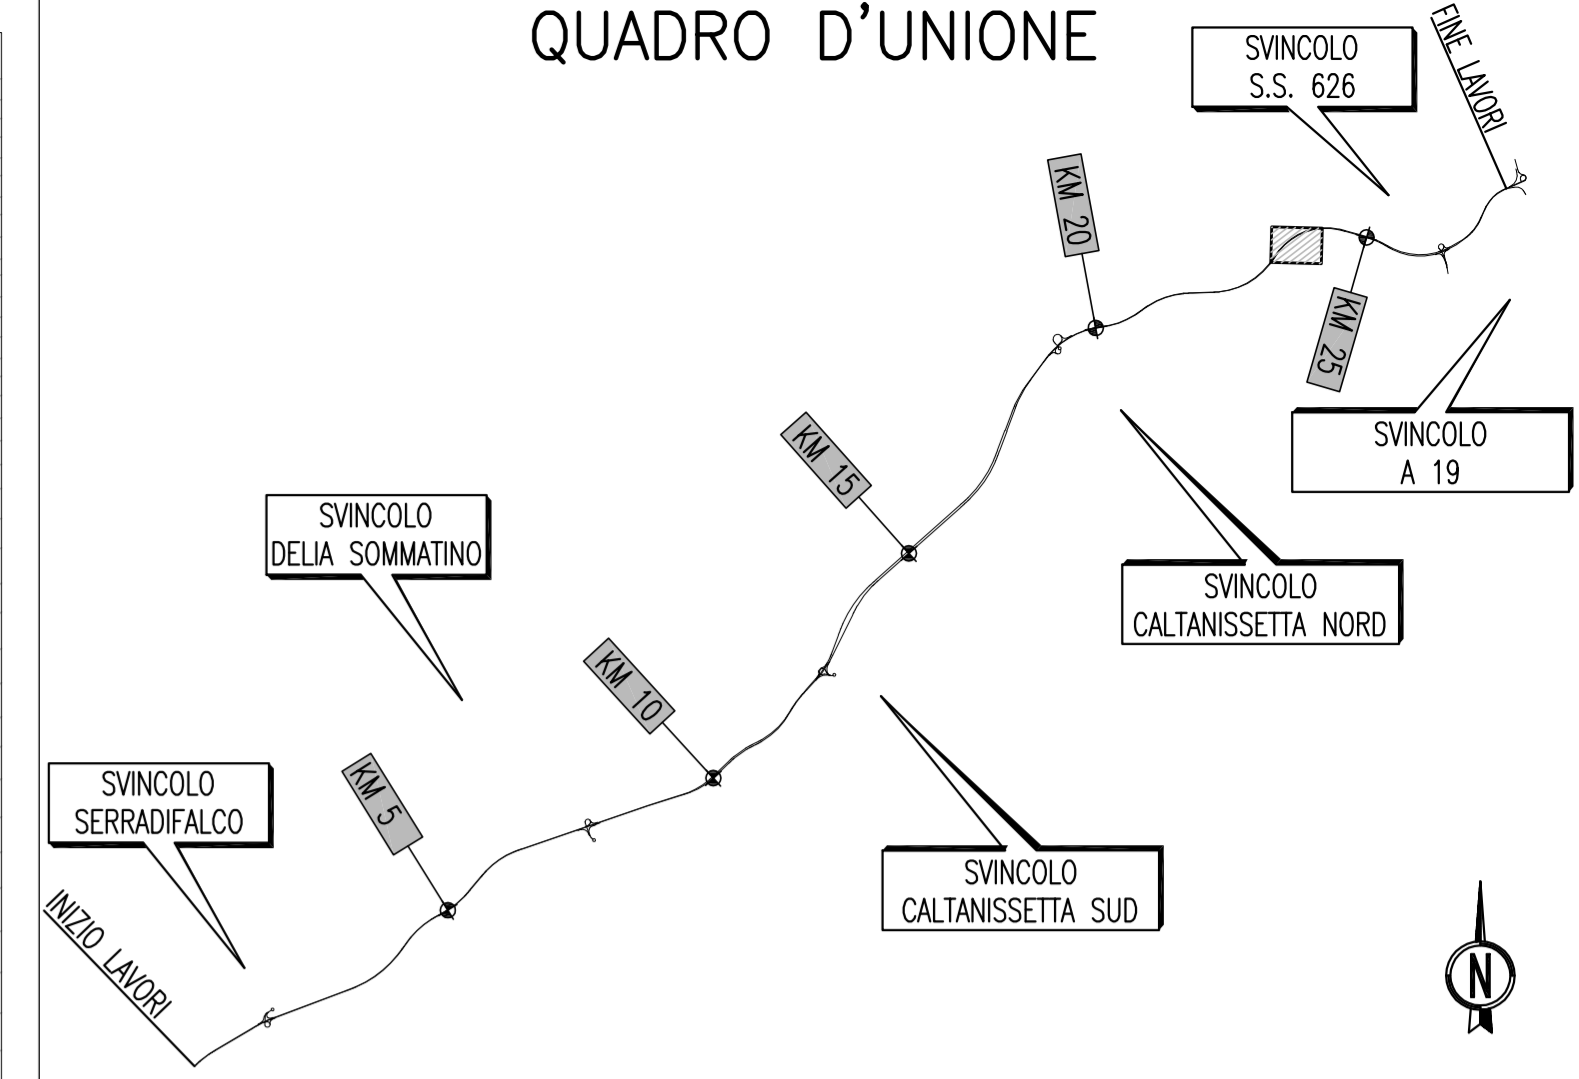 QUADRO D'UNIONE
SVINCOLO
S.S. 626
FINE LAVORI
KM 20
KM 25
SVINCOLO
A 19
KM 15
SVINCOLO
DELIA SOMMATINO
SVINCOLO
CALTANISSETTA NORD
KM 10
KM 5
SVINCOLO
SERRADIFALCO
SVINCOLO
CALTANISSETTA SUD
INIZIO LAVORI
N